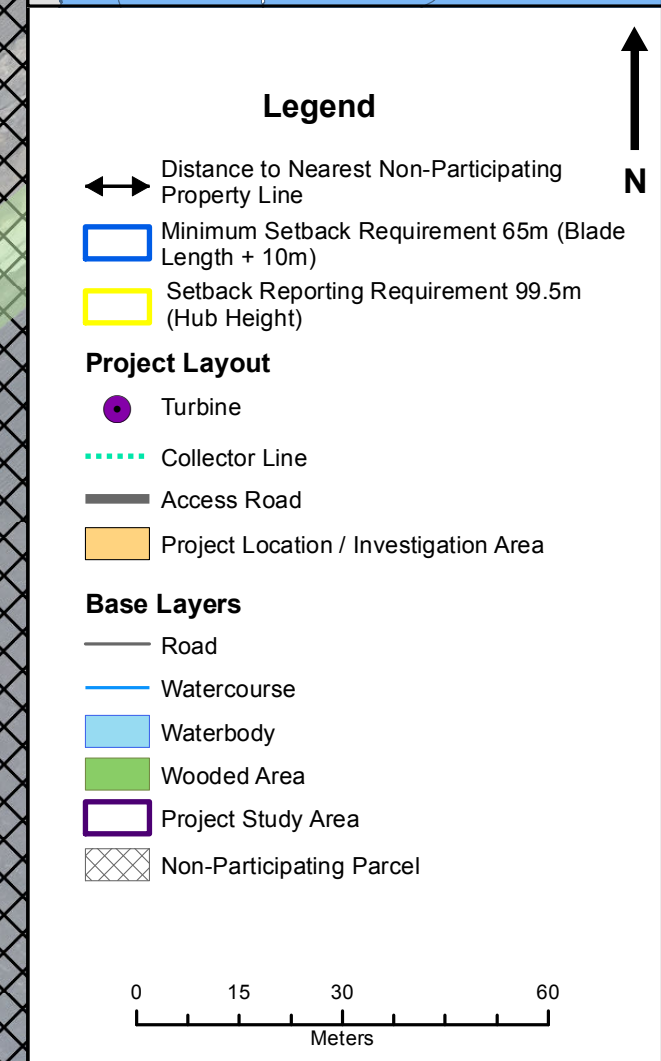 N
Legend
Distance to Nearest Non-Participating
Property Line
Minimum Setback Requirement 65m (Blade
Length + 10m)
Setback Reporting Requirement 99.5m
(Hub Height)
Project Layout
Turbine
Collector Line
Access Road
Project Location / Investigation Area
Base Layers
Road
Watercourse
Waterbody
Wooded Area
Project Study Area
Non-Participating Parcel
0 15 30 60
Meters